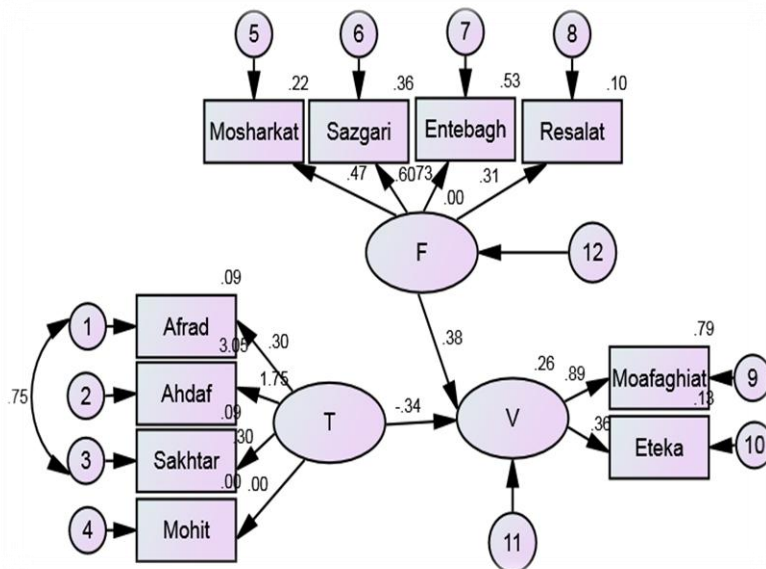 5
6
7
8
.22
.36
.53
.10
Mosharkat
Sazgari
Entebagh
Resalat
.47
.60
.73
.31
.00
F
12
.38
.09
1
Afrad
.30
3.05
2
Ahdaf
1.75
.09
.75
3
Sakhtar
.30
.00
.00
4
Mohit
T
-.34
V
.26
.89
.79
Moafaghiat
9
.13
.36
Eteka
10
11